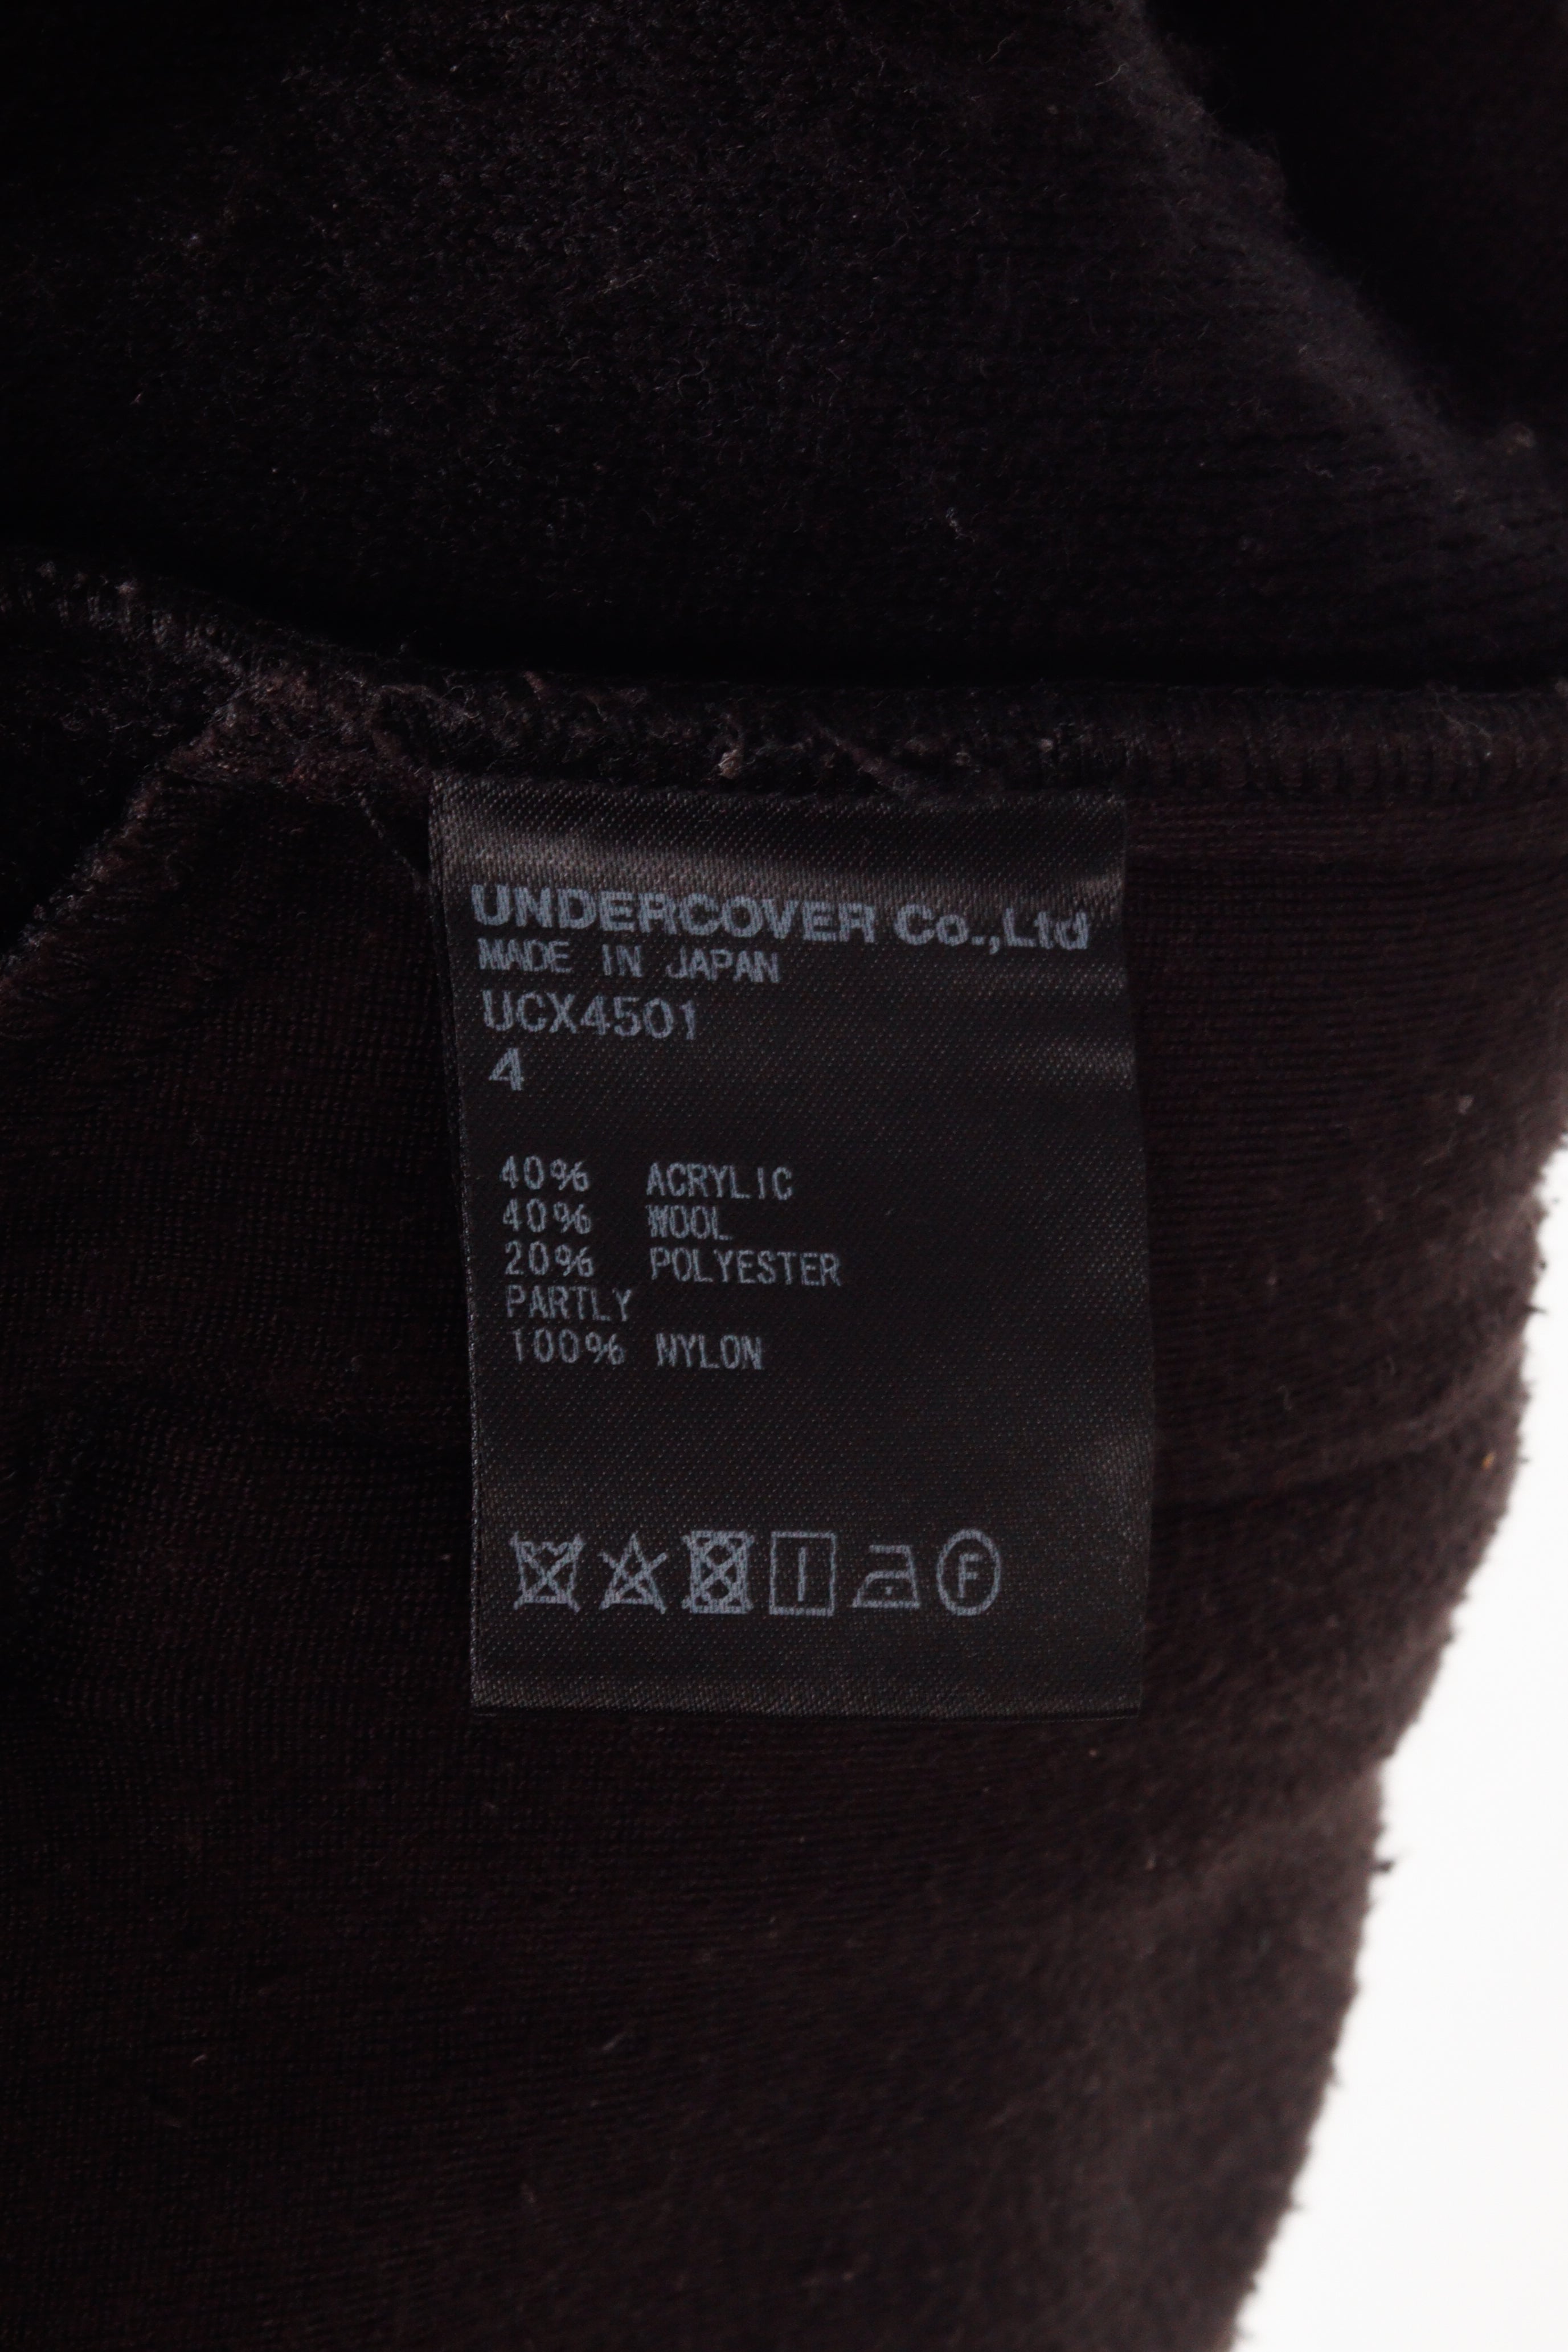 UNDERCOVER Co.,Ltd
MADE IN JAPAN
UCX4501
4
40% ACRYLIC
40% WOOL
20% POLYESTER
PARTLY
100% NYLON
F